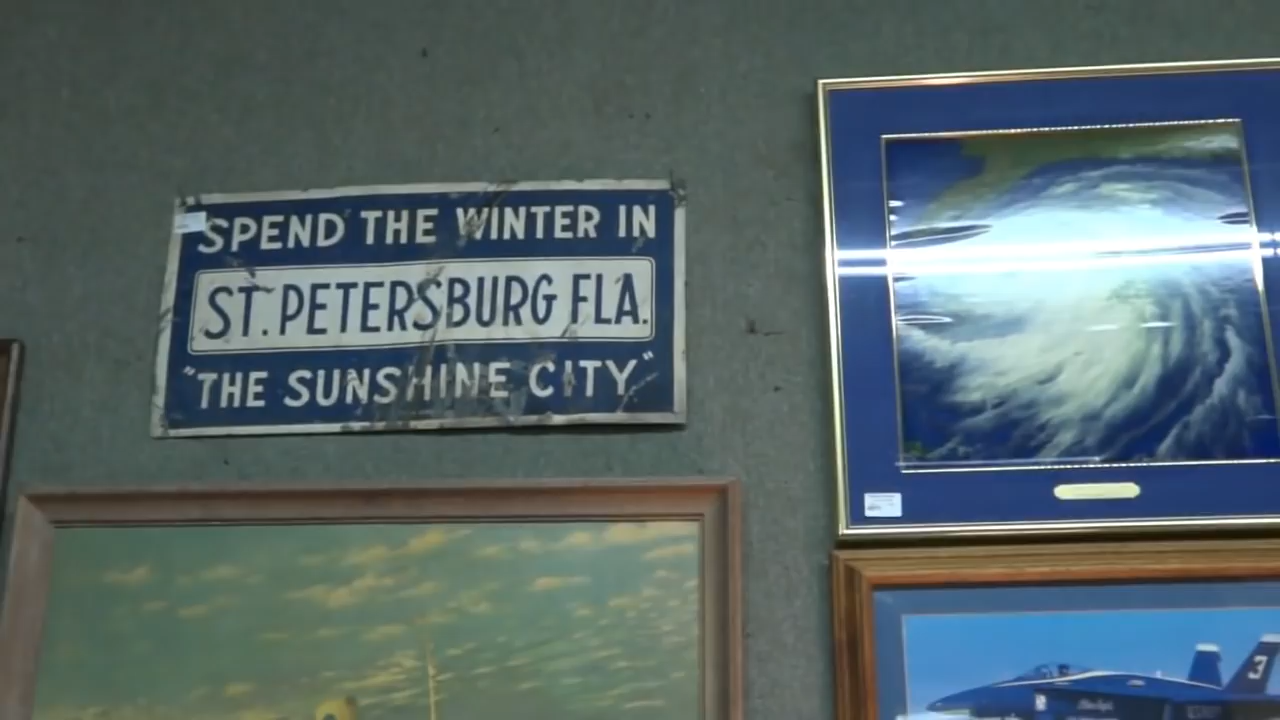 SPEND THE WINTER IN
ST. PETERSBURG FLA.
"THE SUNSHINE CITY"
3